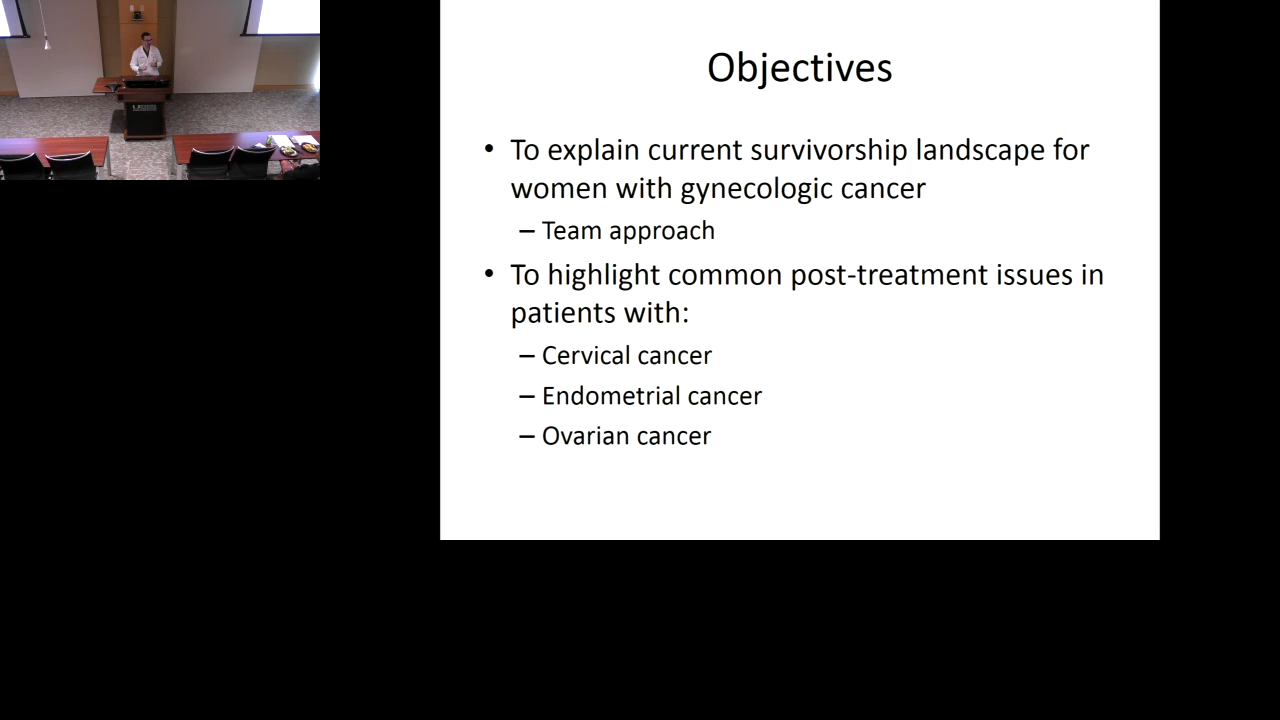 Objectives
• To explain current survivorship landscape for
women with gynecologic cancer
– Team approach
• To highlight common post-treatment issues in
patients with:
– Cervical cancer
– Endometrial cancer
– Ovarian cancer